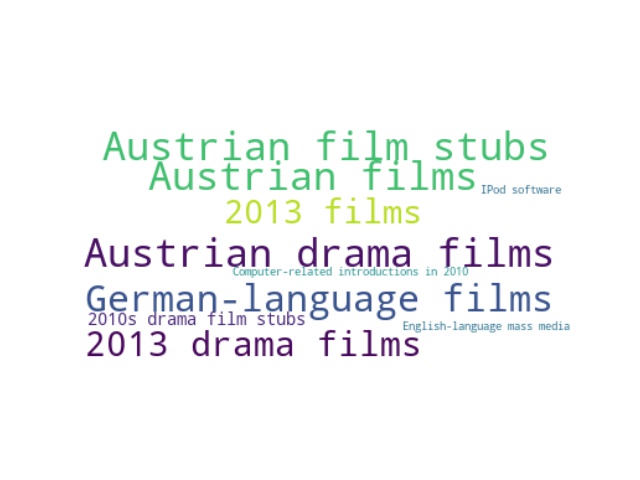 Austrian film stubs
Austrian films
IPod software
2013 films
Austrian drama films
Computer-related introductions in 2010
German-language films
2010s drama film stubs
English-language mass media
2013 drama films